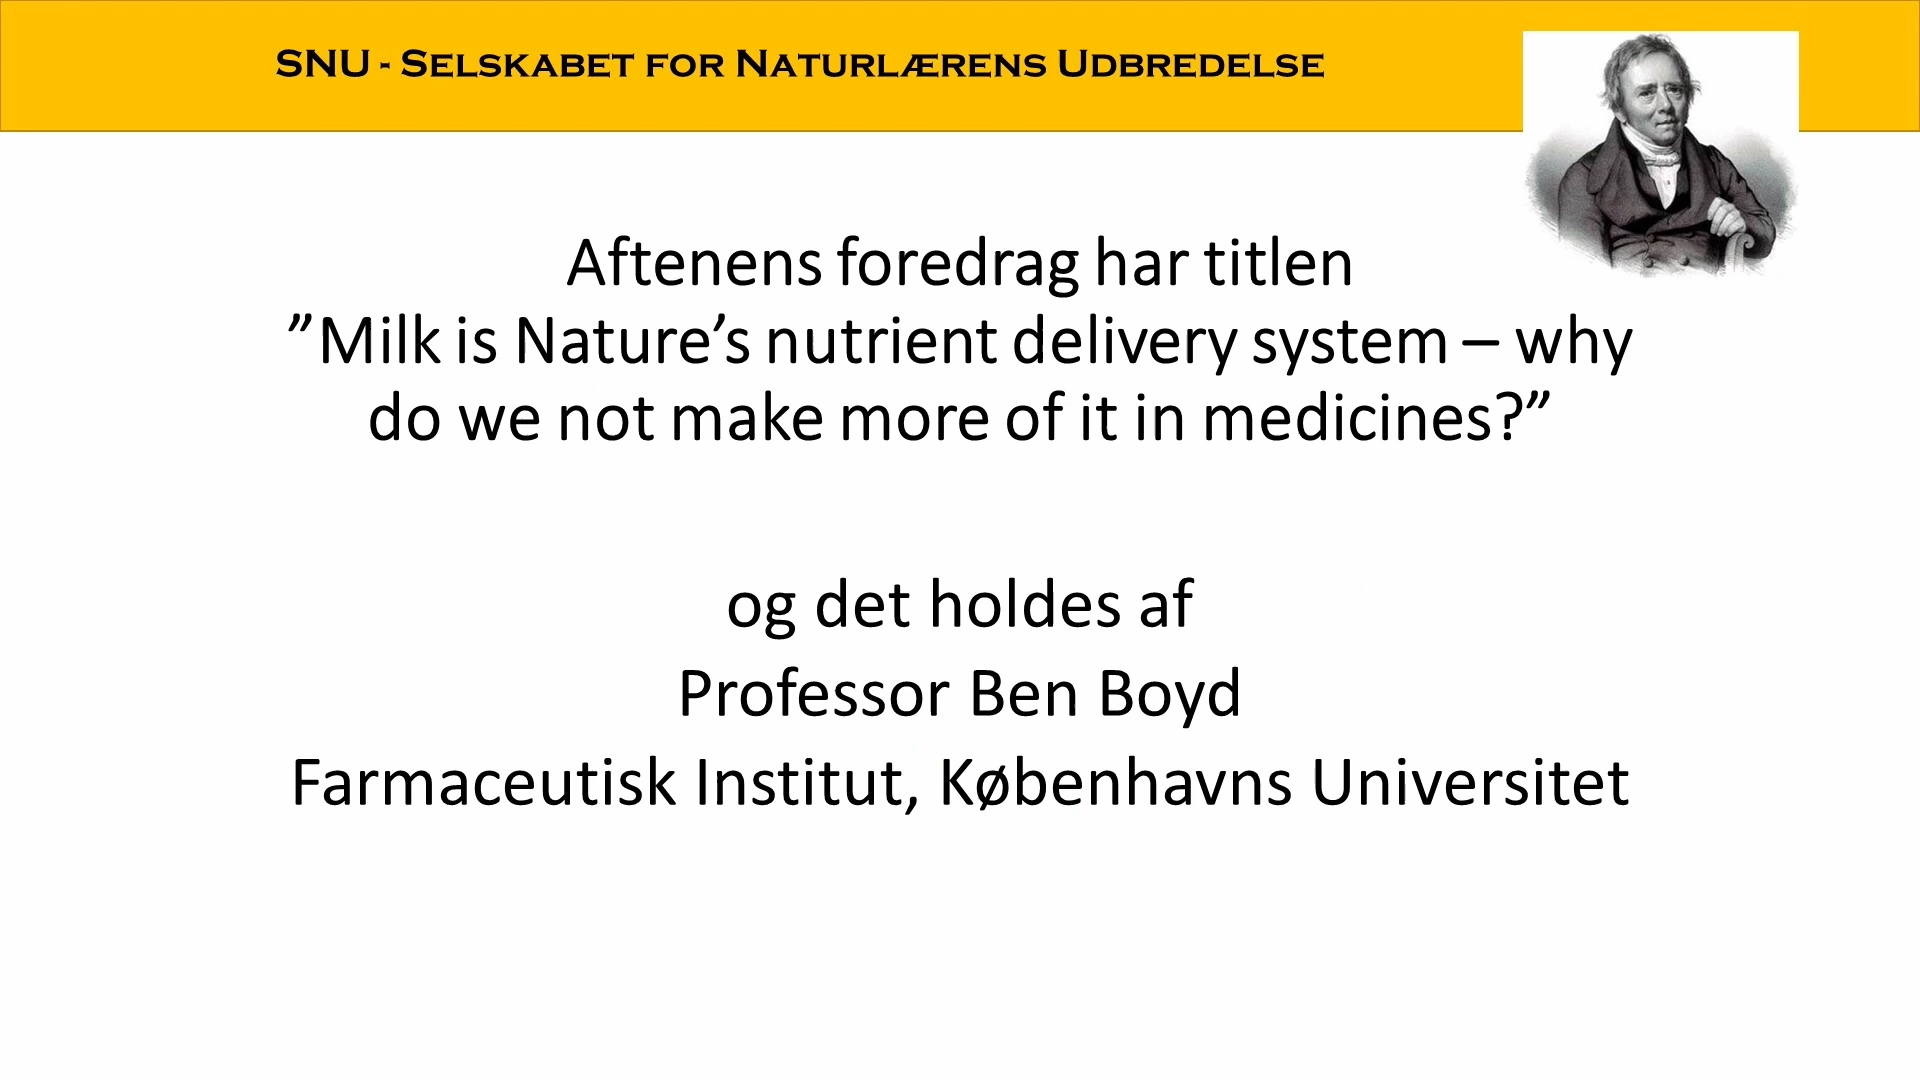 SNU - Selskabet for Naturlærens Udbredelse
Aftenens foredrag har titlen
”Milk is Nature’s nutrient delivery system – why
do we not make more of it in medicines?”
og det holdes af
Professor Ben Boyd
Farmaceutisk Institut, Københavns Universitet